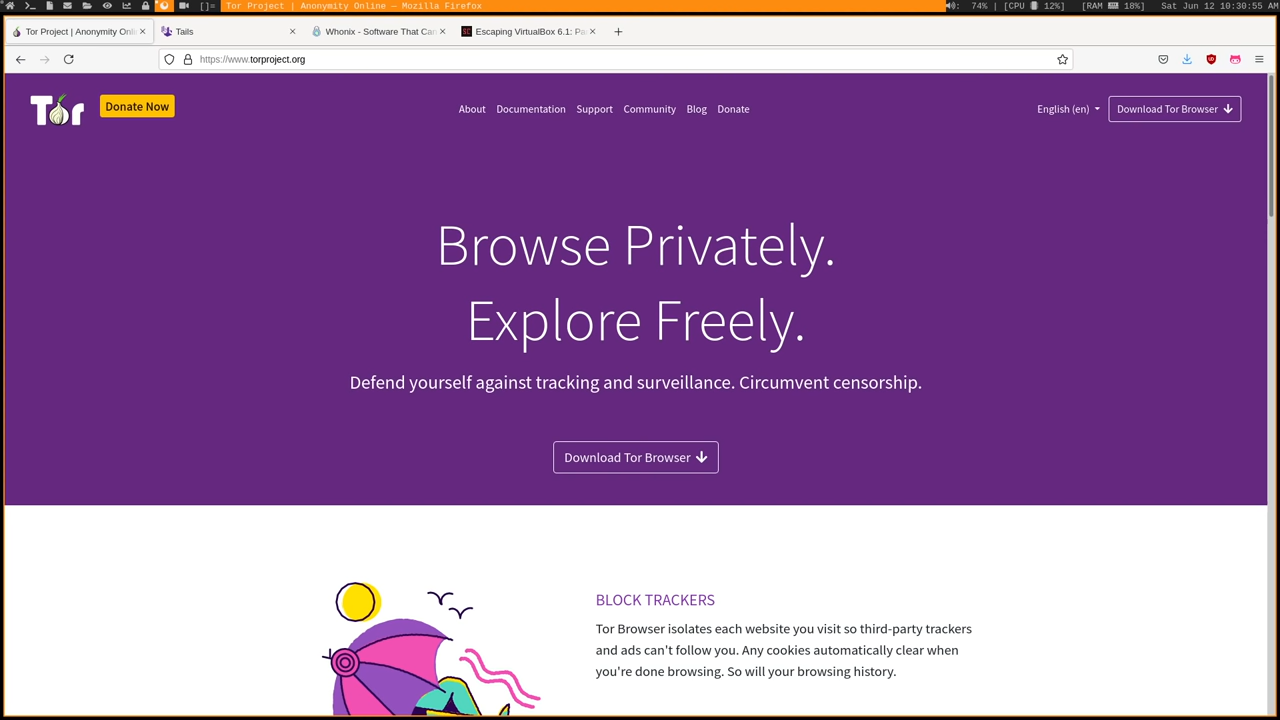 []= Tor Project | Anonymity Online — Mozilla Firefox : 74% | [CPU 12%] [RAM 18%] Sat Jun 12 10:30:55 AM
Tor Project | Anonymity Onli
Tails
Whonix - Software That Can
Escaping VirtualBox 6.1: Pa
https://www.torproject.org
Tor
Donate Now
About Documentation Support Community Blog Donate
English (en)
Download Tor Browser
Browse Privately.
Explore Freely.
Defend yourself against tracking and surveillance. Circumvent censorship.
Download Tor Browser
BLOCK TRACKERS
Tor Browser isolates each website you visit so third-party trackers
and ads can't follow you. Any cookies automatically clear when
you're done browsing. So will your browsing history.